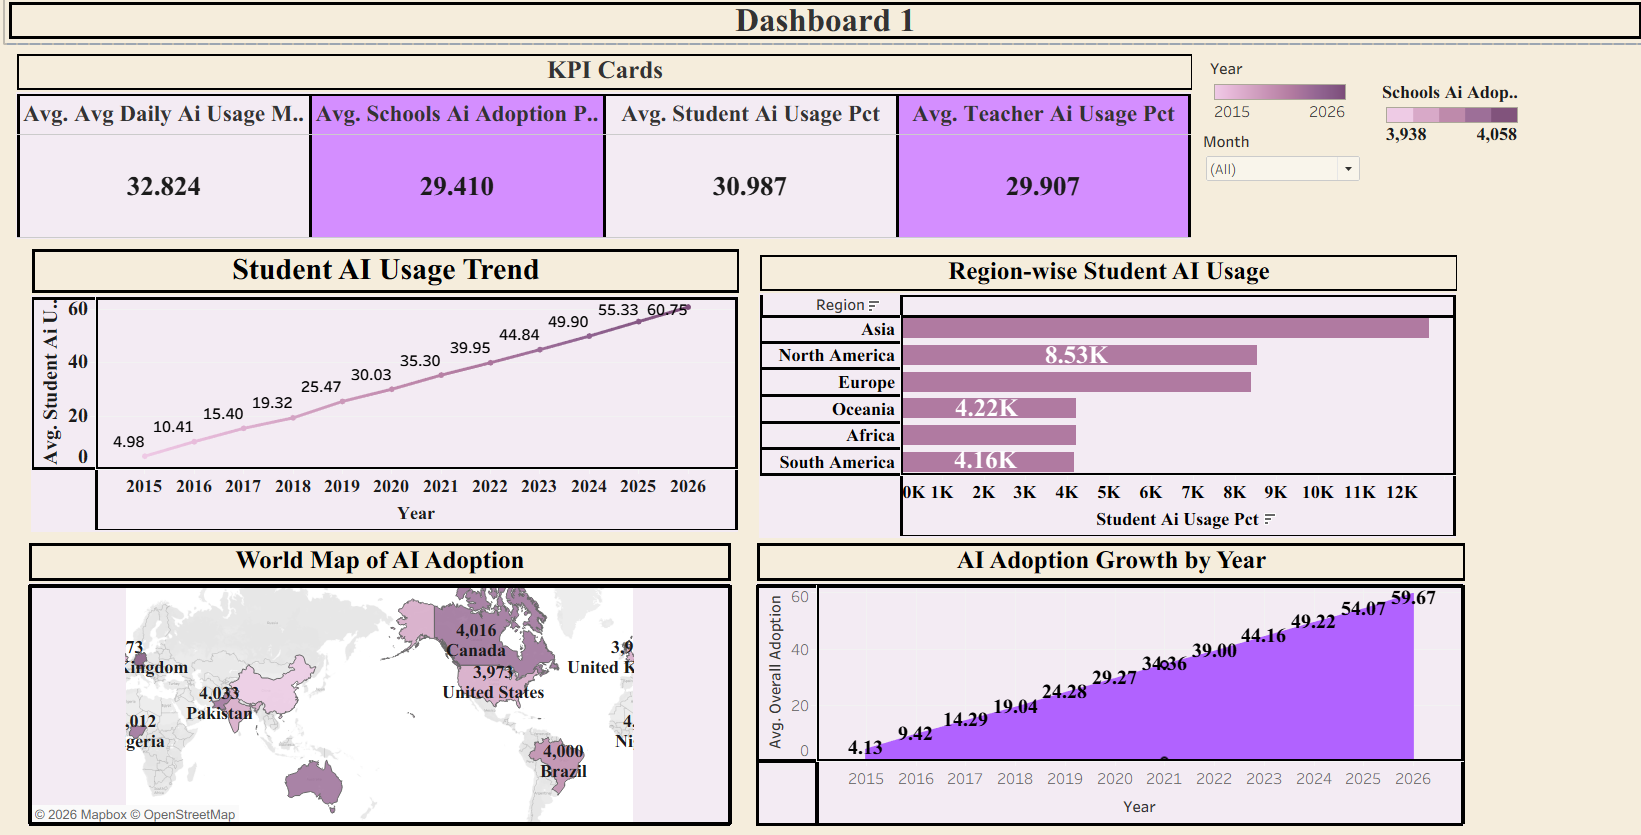 Dashboard 1
KPI Cards
Avg. Avg Daily Ai Usage M..
Avg. Schools Ai Adoption P..
Avg. Student Ai Usage Pct
Avg. Teacher Ai Usage Pct
32.824
29.410
30.987
29.907
Year
2015
2026
Month
(All)
Schools Ai Adop..
3,938
4,058
Student AI Usage Trend
Avg. Student Ai U..
60
40
20
0
4.98
10.41
15.40
19.32
25.47
30.03
35.30
39.95
44.84
49.90
55.33
60.75
2015 2016 2017 2018 2019 2020 2021 2022 2023 2024 2025 2026
Year
Region-wise Student AI Usage
Region
Asia
North America
8.53K
Europe
Oceania
4.22K
Africa
South America
4.16K
0K 1K 2K 3K 4K 5K 6K 7K 8K 9K 10K 11K 12K
Student Ai Usage Pct
World Map of AI Adoption
73
Kingdom
4,033
Pakistan
,012
geria
4,016
Canada
3,973
United States
4,000
Brazil
3,9
United K
4.
Ni
© 2026 Mapbox © OpenStreetMap
AI Adoption Growth by Year
Avg. Overall Adoption
60
40
20
0
4.13
9.42
14.29
19.04
24.28
29.27
34.36
39.00
44.16
49.22
54.07
59.67
2015 2016 2017 2018 2019 2020 2021 2022 2023 2024 2025 2026
Year